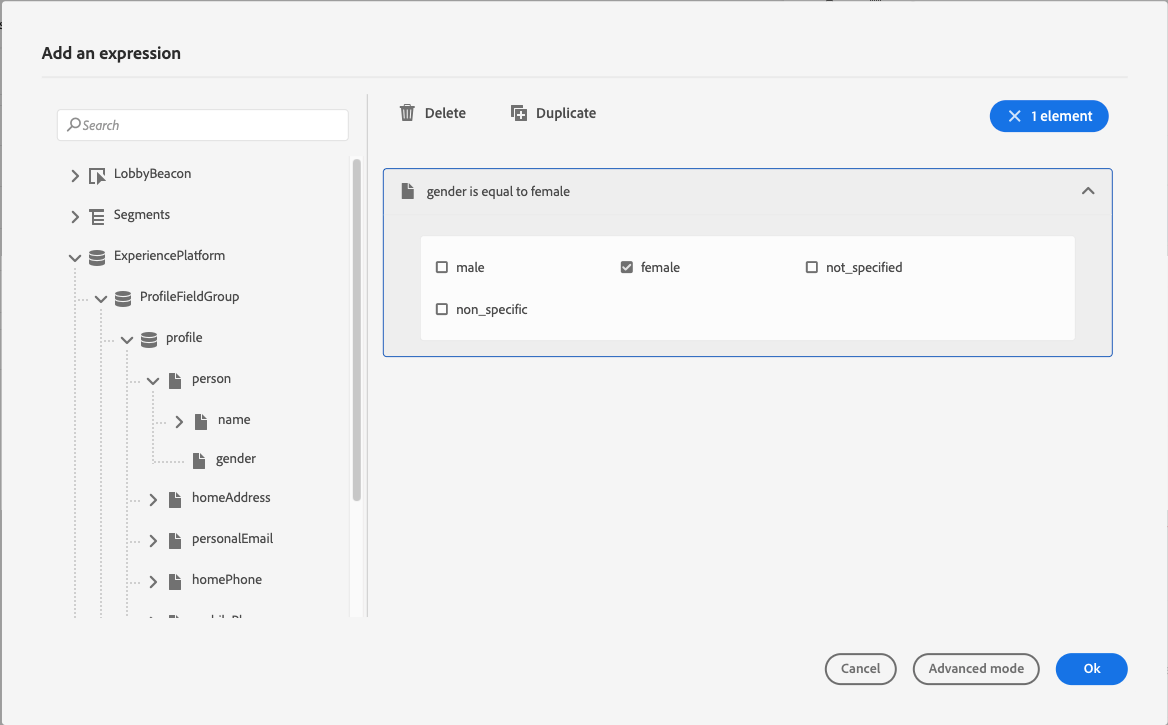 Add an expression
Search
LobbyBeacon
Segments
ExperiencePlatform
ProfileFieldGroup
profile
person
name
gender
homeAddress
personalEmail
homePhone
Delete
Duplicate
1 element
gender is equal to female
male
female
not_specified
non_specific
Cancel
Advanced mode
Ok